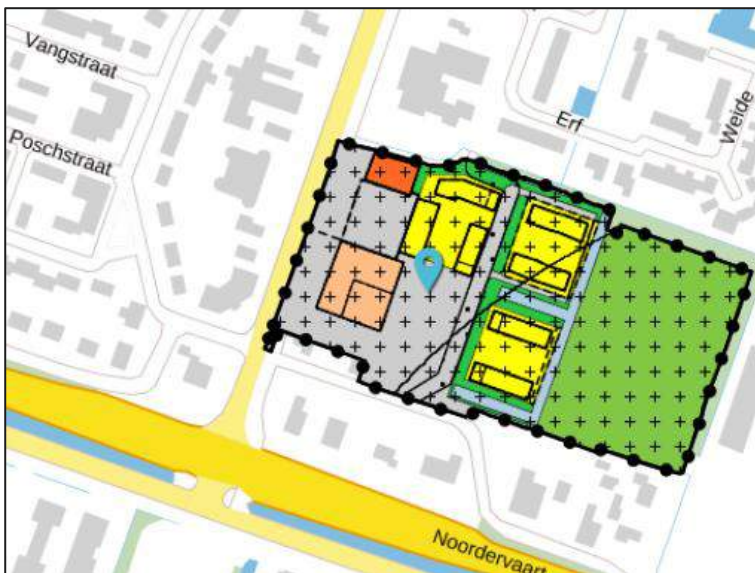 Vangstraat
Poschstraat
Erf
Weide
Noordervaart